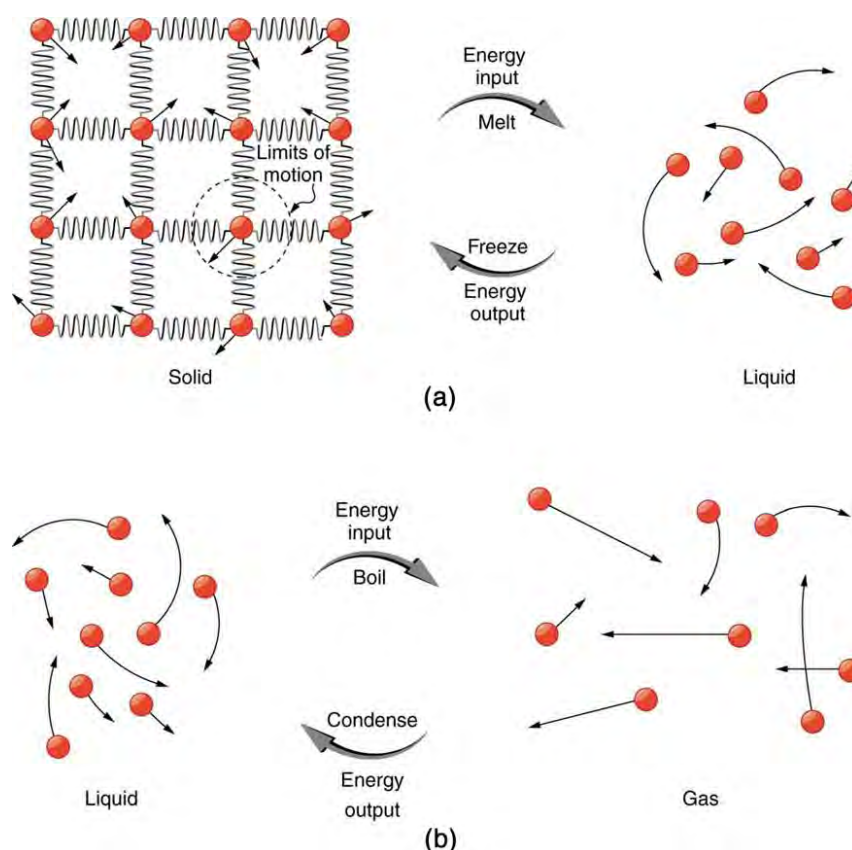 Energy
input
Melt
Limits of
motion
Freeze
Energy
output
Solid
Liquid
(a)
Energy
input
Boil
Condense
Energy
output
Liquid
Gas
(b)